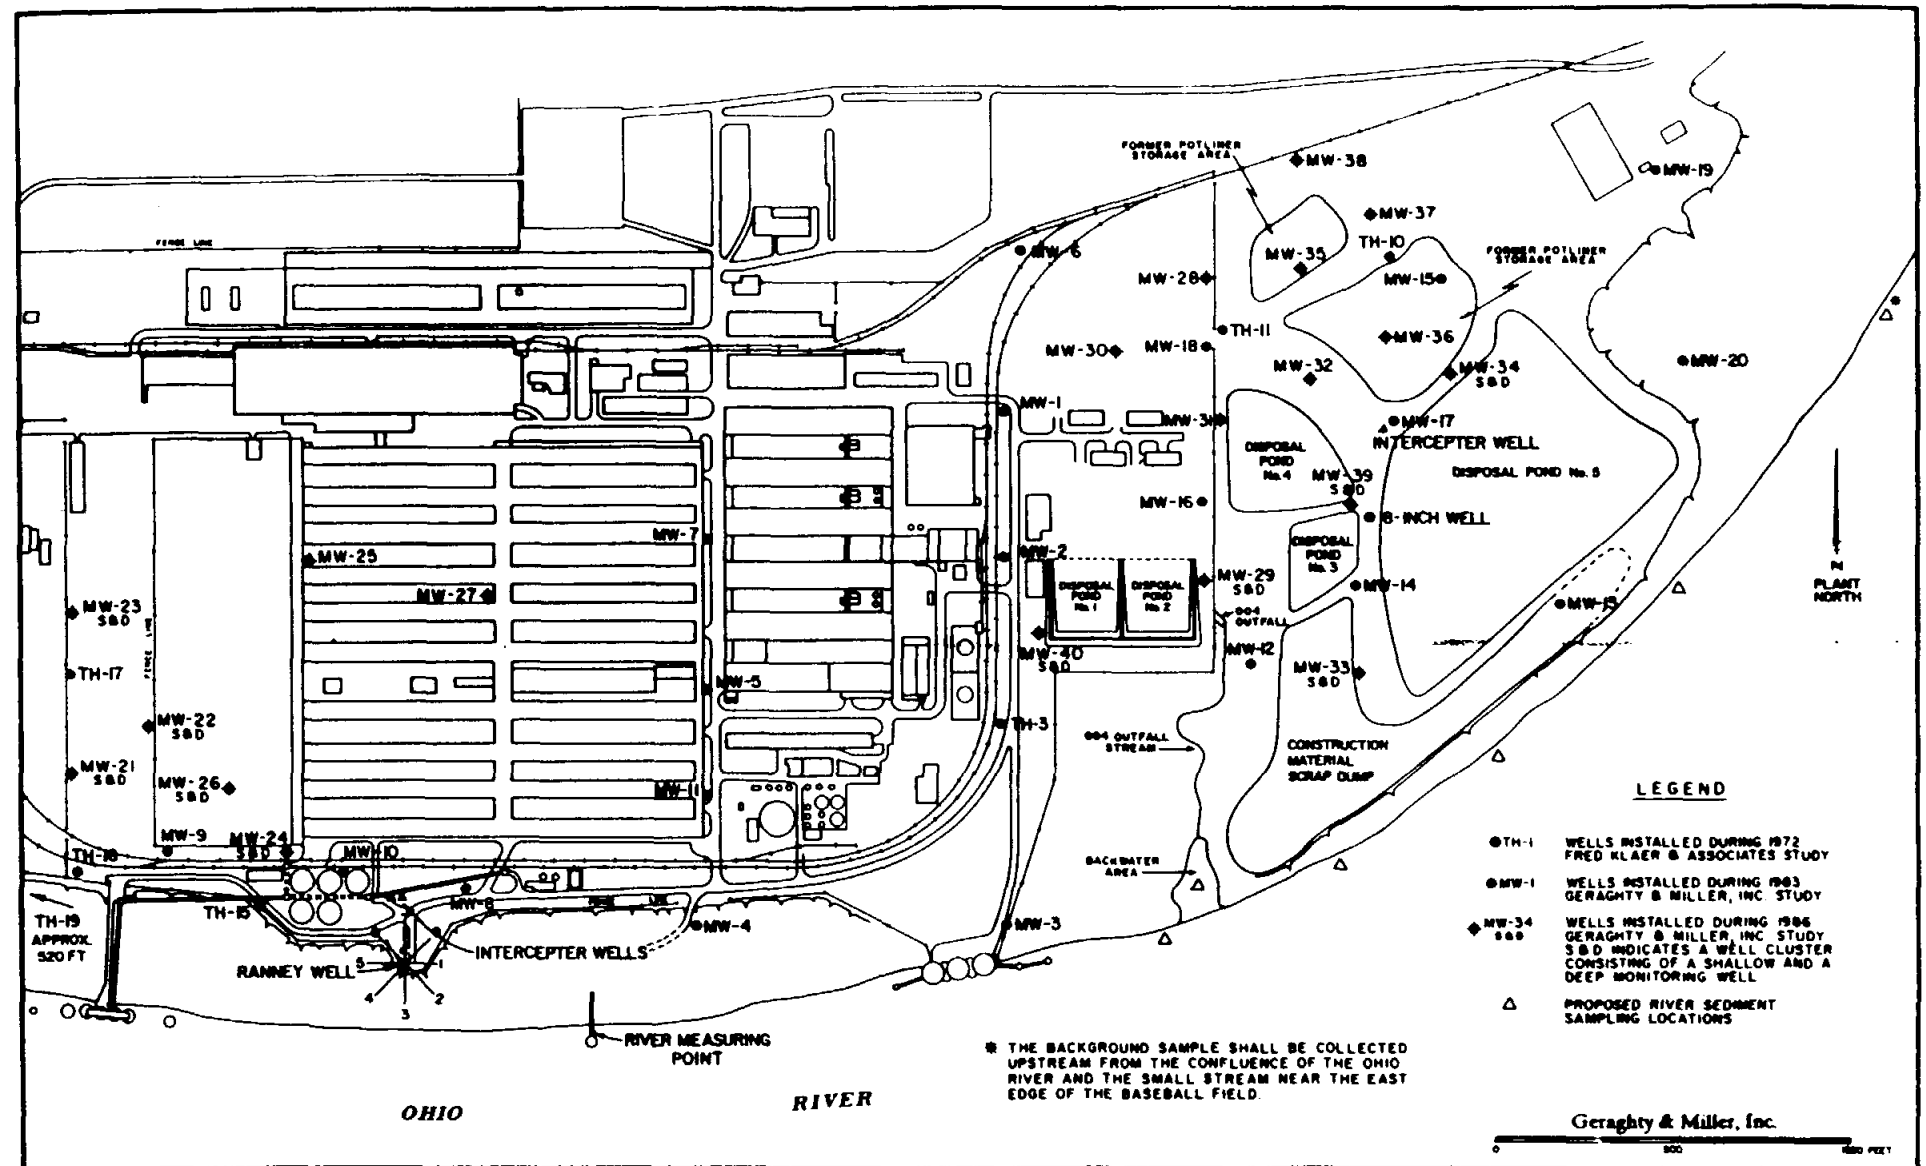 FORMER POTLINER
STORAGE AREA
MW-38
MW-19
MW-37
TH-10
FORMER POTLINER
STORAGE AREA
FENCE LINE
MW-6
MW-35
MW-28
MW-15
TH-11
MW-30
MW-18
MW-36
MW-20
MW-32
MW-34
S&D
MW-1
MW-31
MW-17
INTERCEPTER WELL
DISPOSAL
POND
No. 4
DISPOSAL POND No. 5
MW-39
S&D
MW-16
8-INCH WELL
MW-7
MW-25
MW-2
DISPOSAL
POND
No. 3
MW-27
DISPOSAL
POND
No. 1
DISPOSAL
POND
No. 2
MW-29
S&D
MW-14
PLANT
NORTH
MW-23
S&D
FENCE LINE
004
OUTFALL
MW-13
MW-40
S&D
MW-12
MW-33
S&D
TH-17
MW-5
MW-22
S&D
TH-3
004 OUTFALL
STREAM
CONSTRUCTION
MATERIAL
SCRAP DUMP
MW-21
S&D
MW-26
S&D
MW-11
MW-9
MW-24
S&D
MW-10
TH-18
BACKWATER
AREA
TH-19
APPROX.
520 FT
TH-15
MW-8
FENCE LINE
MW-4
MW-3
INTERCEPTER WELLS
RANNEY WELL
5
1
4
2
3
RIVER MEASURING
POINT
OHIO RIVER
LEGEND
TH-1 WELLS INSTALLED DURING 1972
FRED KLAER & ASSOCIATES STUDY
MW-1 WELLS INSTALLED DURING 1983
GERAGHTY & MILLER, INC. STUDY
MW-34 WELLS INSTALLED DURING 1986
S&D GERAGHTY & MILLER, INC. STUDY
S&D INDICATES A WELL CLUSTER
CONSISTING OF A SHALLOW AND A
DEEP MONITORING WELL
PROPOSED RIVER SEDIMENT
SAMPLING LOCATIONS
* THE BACKGROUND SAMPLE SHALL BE COLLECTED
UPSTREAM FROM THE CONFLUENCE OF THE OHIO
RIVER AND THE SMALL STREAM NEAR THE EAST
EDGE OF THE BASEBALL FIELD.
Geraghty & Miller, Inc.
0 FEET